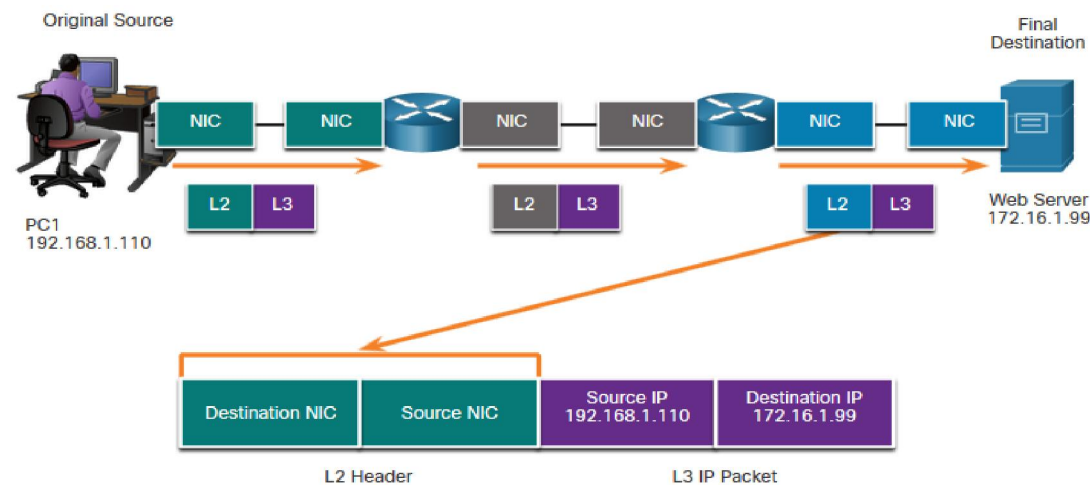 Original Source
Final
Destination
NIC
NIC
NIC
NIC
NIC
NIC
L2
L3
L2
L3
L2
L3
PC1
192.168.1.110
Web Server
172.16.1.99
Destination NIC
Source NIC
Source IP
192.168.1.110
Destination IP
172.16.1.99
L2 Header
L3 IP Packet